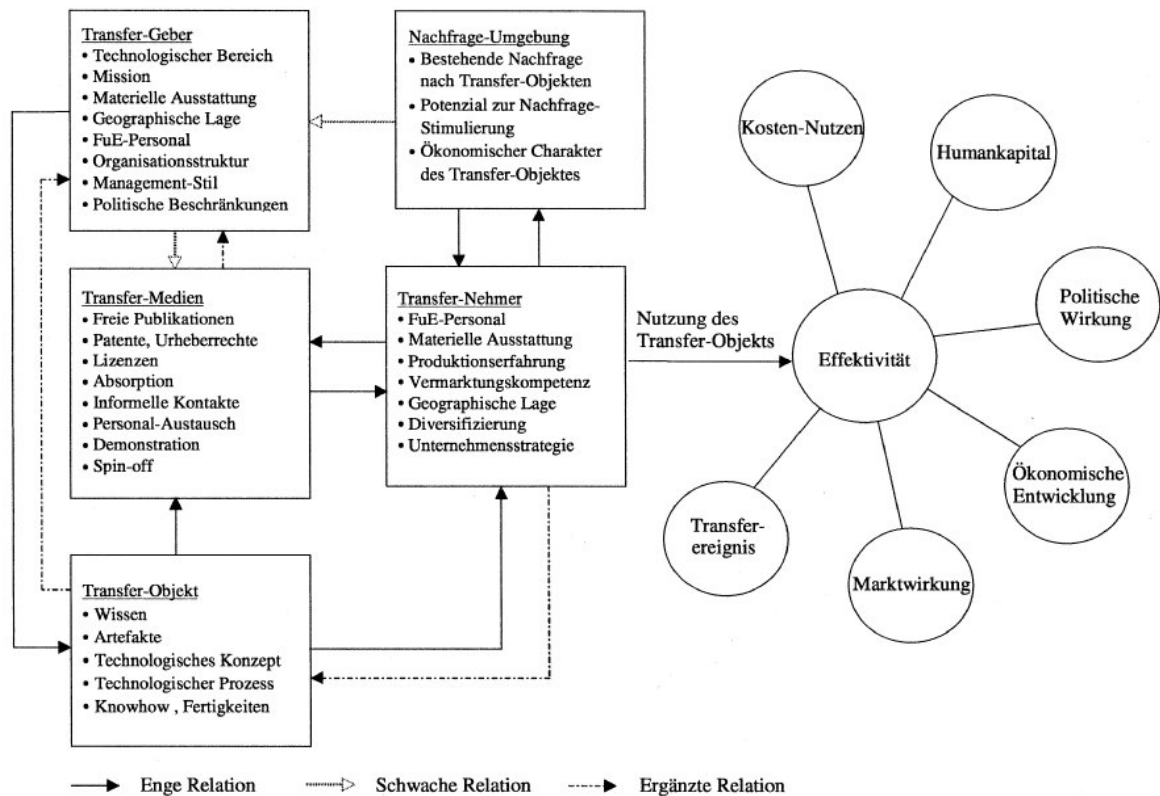 Transfer-Geber
• Technologischer Bereich
• Mission
• Materielle Ausstattung
• Geographische Lage
• FuE-Personal
• Organisationsstruktur
• Management-Stil
• Politische Beschränkungen
Nachfrage-Umgebung
• Bestehende Nachfrage
nach Transfer-Objekten
• Potenzial zur Nachfrage-
Stimulierung
• Ökonomischer Charakter
des Transfer-Objektes
Transfer-Medien
• Freie Publikationen
• Patente, Urheberrechte
• Lizenzen
• Absorption
• Informelle Kontakte
• Personal-Austausch
• Demonstration
• Spin-off
Transfer-Nehmer
• FuE-Personal
• Materielle Ausstattung
• Produktionserfahrung
• Vermarktungskompetenz
• Geographische Lage
• Diversifizierung
• Unternehmensstrategie
Transfer-Objekt
• Wissen
• Artefakte
• Technologisches Konzept
• Technologischer Prozess
• Knowhow , Fertigkeiten
Nutzung des
Transfer-Objekts
Effektivität
Kosten-Nutzen
Humankapital
Politische
Wirkung
Ökonomische
Entwicklung
Marktwirkung
Transfer-
ereignis
Enge Relation
Schwache Relation
Ergänzte Relation